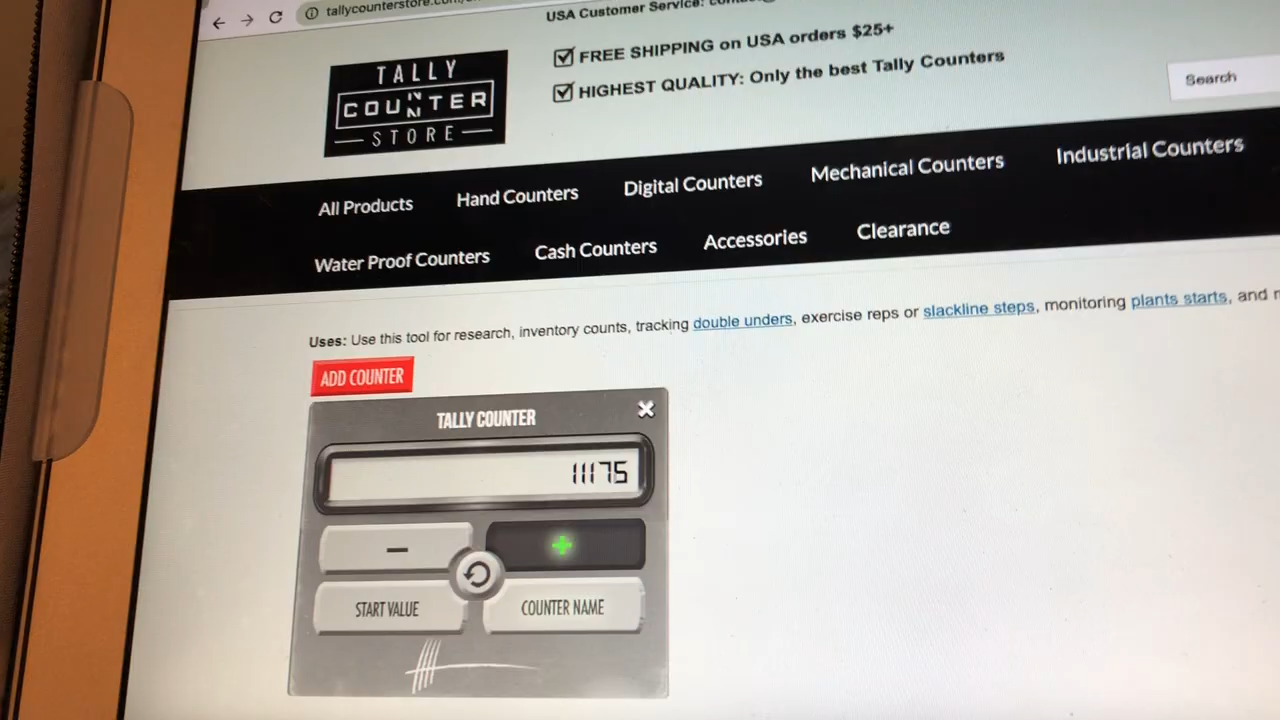 USA Customer Service:
FREE SHIPPING on USA orders $25+
HIGHEST QUALITY: Only the best Tally Counters
TALLY
COUNTER
STORE
Search
All Products
Hand Counters
Digital Counters
Mechanical Counters
Industrial Counters
Water Proof Counters
Cash Counters
Accessories
Clearance
Uses: Use this tool for research, inventory counts, tracking double unders, exercise reps or slackline steps, monitoring plants starts, and
ADD COUNTER
TALLY COUNTER
11175
START VALUE
COUNTER NAME